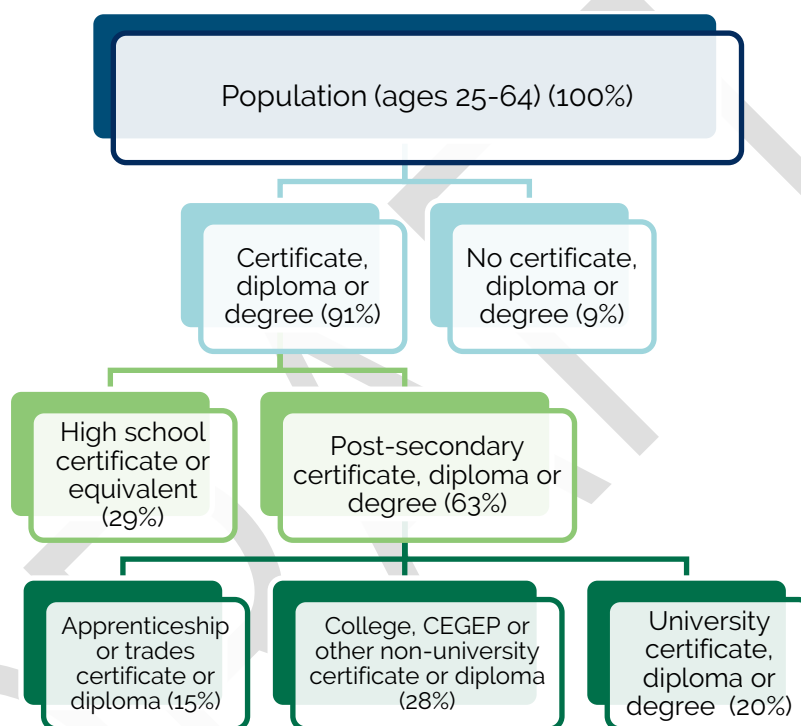 Population (ages 25-64) (100%)
Certificate,
diploma or
degree (91%)
No certificate,
diploma or
degree (9%)
High school
certificate or
equivalent
(29%)
Post-secondary
certificate, diploma or
degree (63%)
Apprenticeship
or trades
certificate or
diploma (15%)
College, CEGEP or
other non-university
certificate or diploma
(28%)
University
certificate,
diploma or
degree (20%)